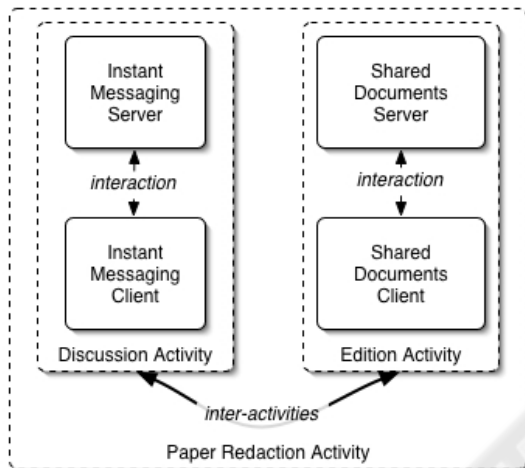 Instant
Messaging
Server
interaction
Instant
Messaging
Client
Discussion Activity
Shared
Documents
Server
interaction
Shared
Documents
Client
Edition Activity
inter-activities
Paper Redaction Activity